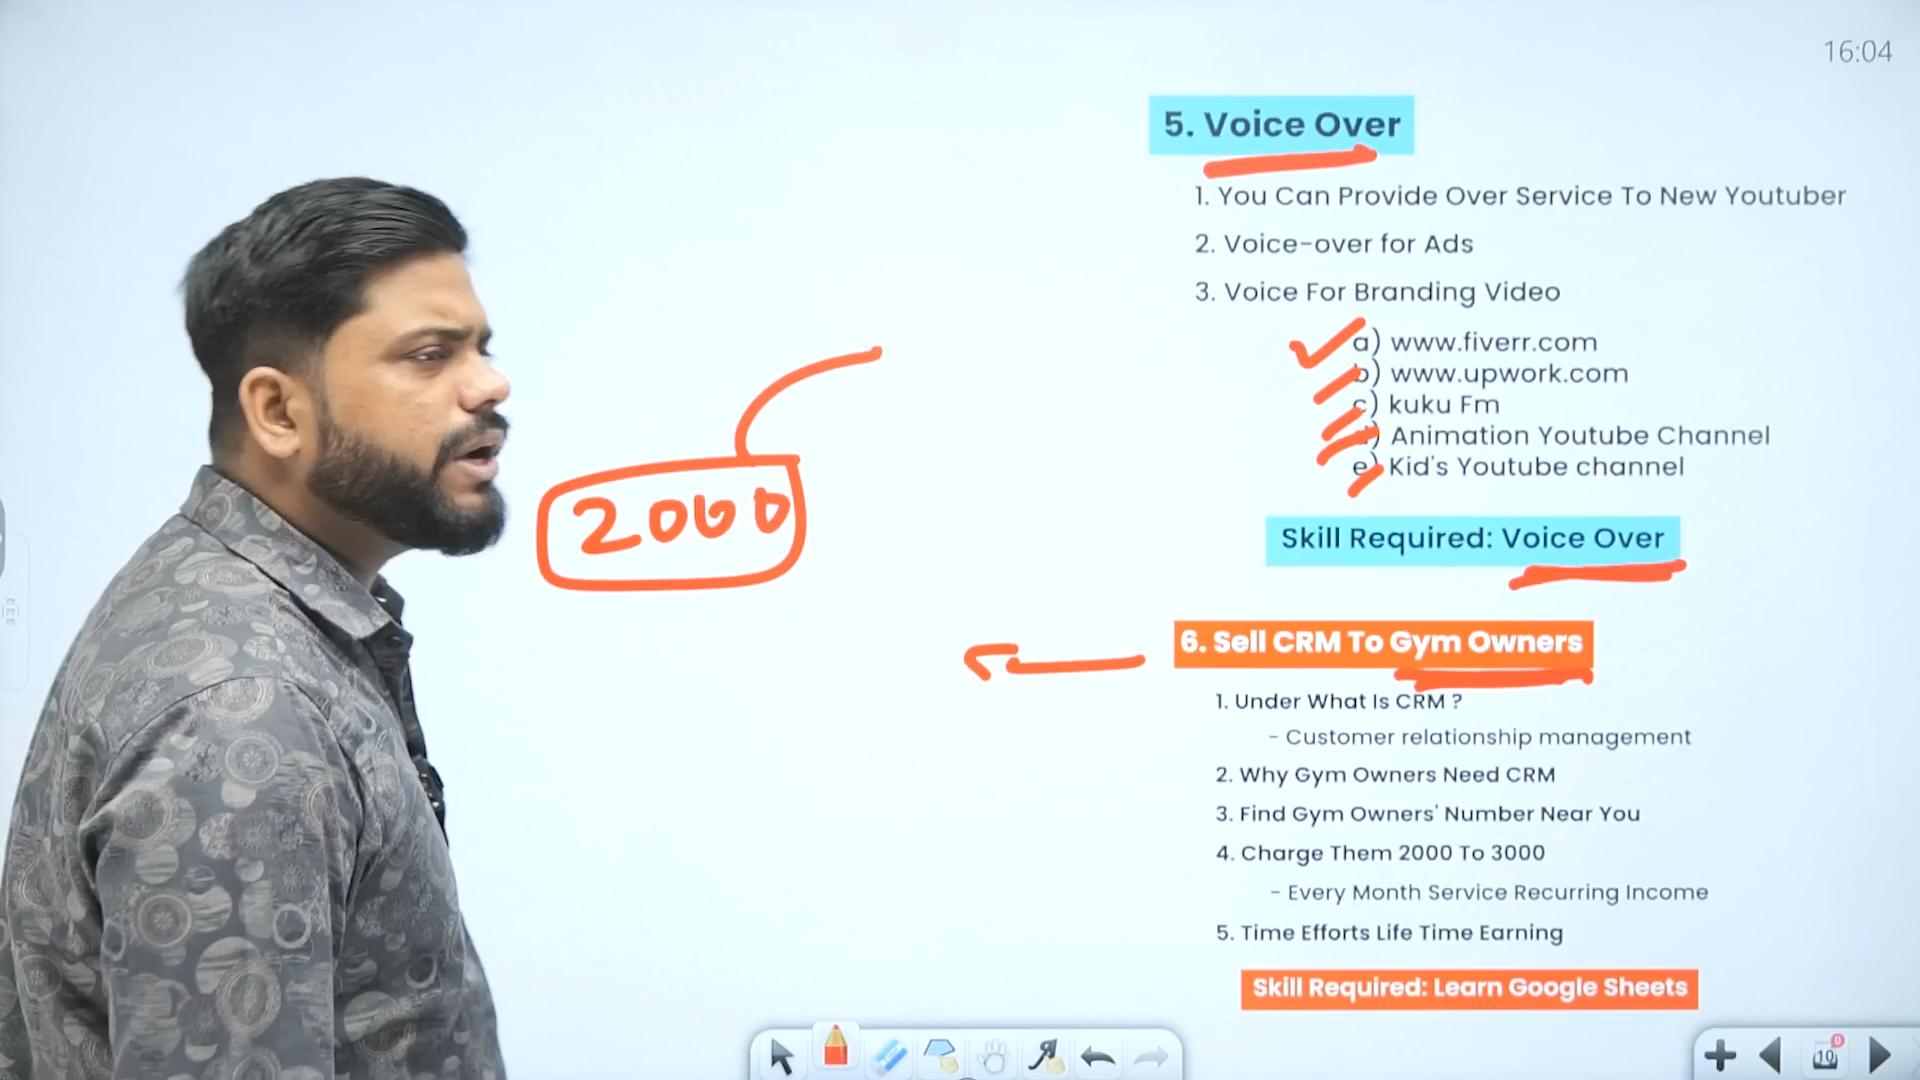 16:04
5. Voice Over
1. You Can Provide Over Service To New Youtuber
2. Voice-over for Ads
3. Voice For Branding Video
a) www.fiverr.com
b) www.upwork.com
c) kuku Fm
d) Animation Youtube Channel
e) Kid's Youtube channel
Skill Required: Voice Over
2000
6. Sell CRM To Gym Owners
1. Under What Is CRM ?
- Customer relationship management
2. Why Gym Owners Need CRM
3. Find Gym Owners' Number Near You
4. Charge Them 2000 To 3000
- Every Month Service Recurring Income
5. Time Efforts Life Time Earning
Skill Required: Learn Google Sheets
10
0